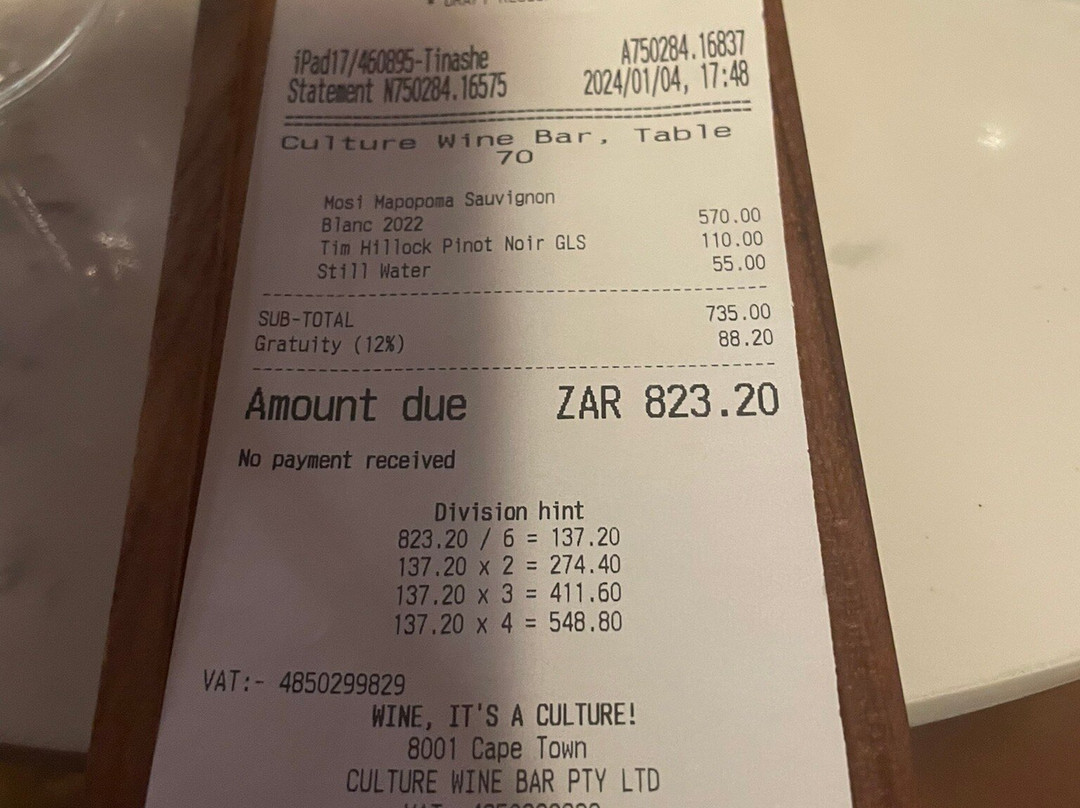 iPad17/460895-Tinashe A750284.16837
Statement N750284.16575 2024/01/04, 17:48
Culture Wine Bar, Table
70
Mosi Mapopoma Sauvignon
Blanc 2022 570.00
Tim Hillock Pinot Noir GLS 110.00
Still Water 55.00
SUB-TOTAL 735.00
Gratuity (12%) 88.20
Amount due ZAR 823.20
No payment received
Division hint
823.20 / 6 = 137.20
137.20 x 2 = 274.40
137.20 x 3 = 411.60
137.20 x 4 = 548.80
VAT:- 4850299829
WINE, IT'S A CULTURE!
8001 Cape Town
CULTURE WINE BAR PTY LTD